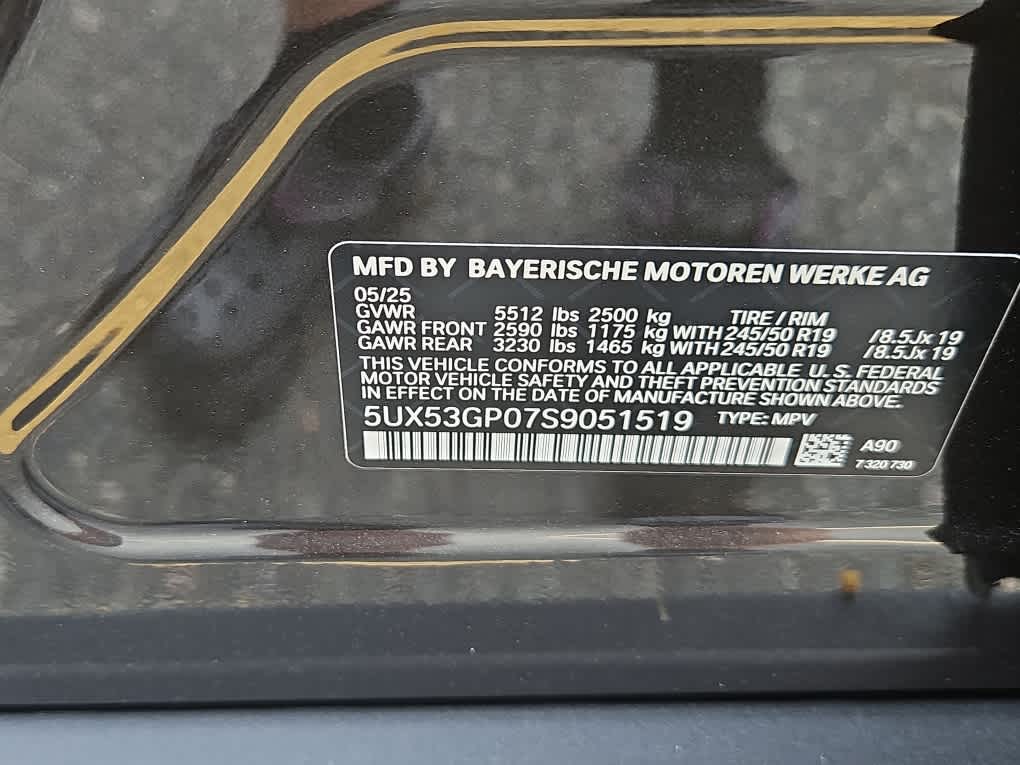 MFD BY BAYERISCHE MOTOREN WERKE AG
05/25
GVWR 5512 lbs 2500 kg TIRE / RIM
GAWR FRONT 2590 lbs 1175 kg WITH 245/50 R19 /8.5Jx 19
GAWR REAR 3230 lbs 1465 kg WITH 245/50 R19 /8.5Jx 19
THIS VEHICLE CONFORMS TO ALL APPLICABLE U. S. FEDERAL
MOTOR VEHICLE SAFETY AND THEFT PREVENTION STANDARDS
IN EFFECT ON THE DATE OF MANUFACTURE SHOWN ABOVE.
5UX53GP07S9051519 TYPE: MPV
A90
7 320 730